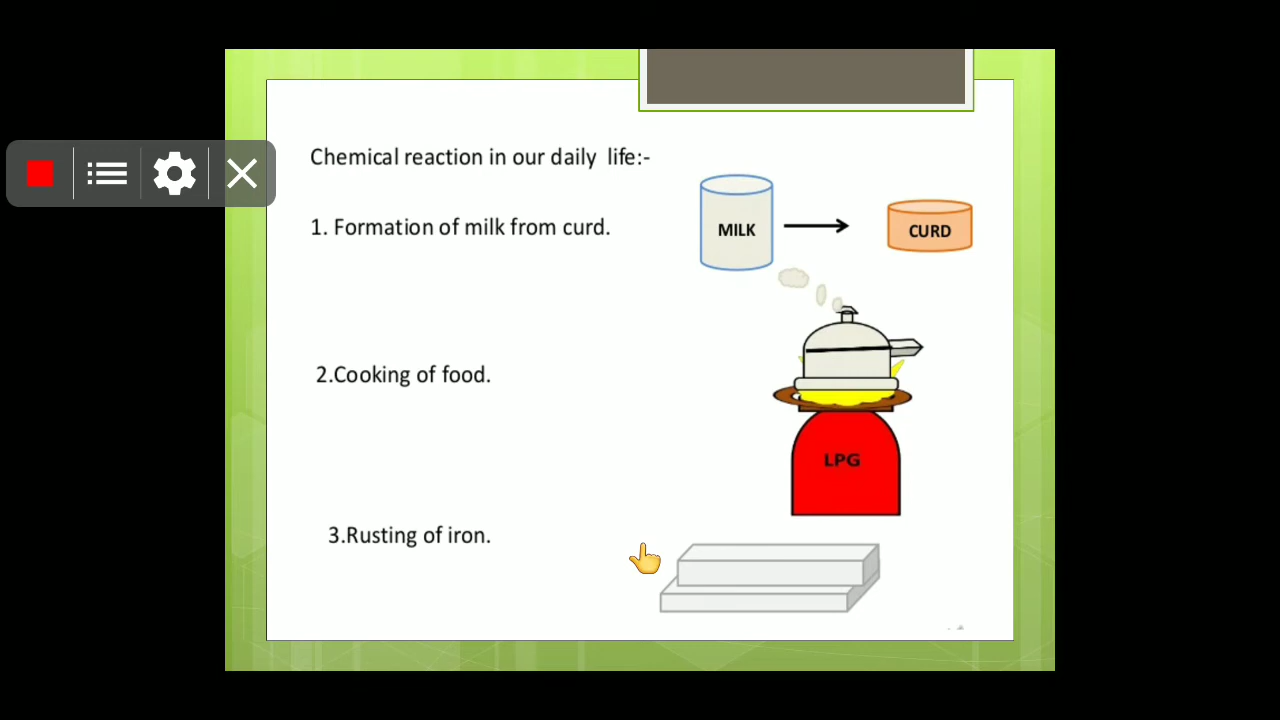 Chemical reaction in our daily life:-
1. Formation of milk from curd.
MILK
CURD
2.Cooking of food.
LPG
3.Rusting of iron.